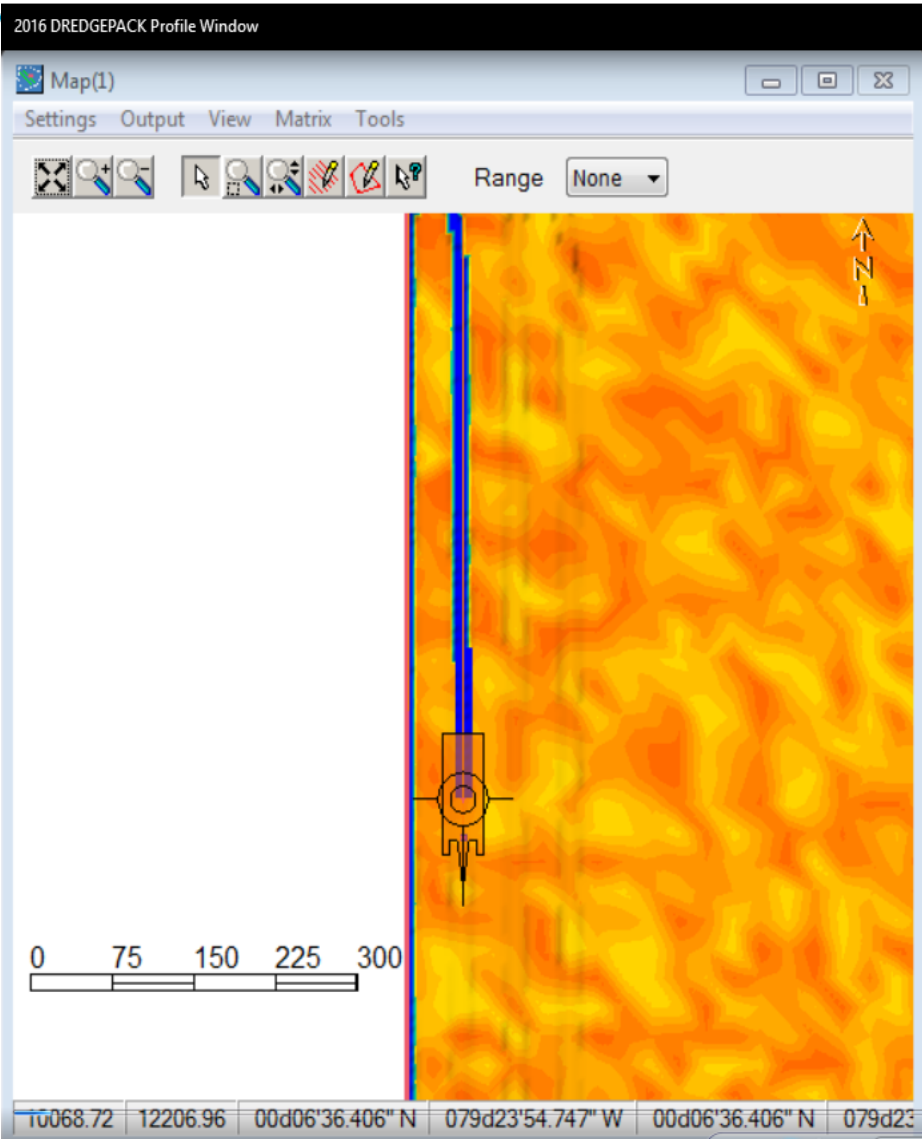 2016 DREDGEPACK Profile Window
Map(1)
Settings Output View Matrix Tools
Range None
N
0 75 150 225 300
10068.72 12206.96 00d06'36.406" N 079d23'54.747" W 00d06'36.406" N 079d23